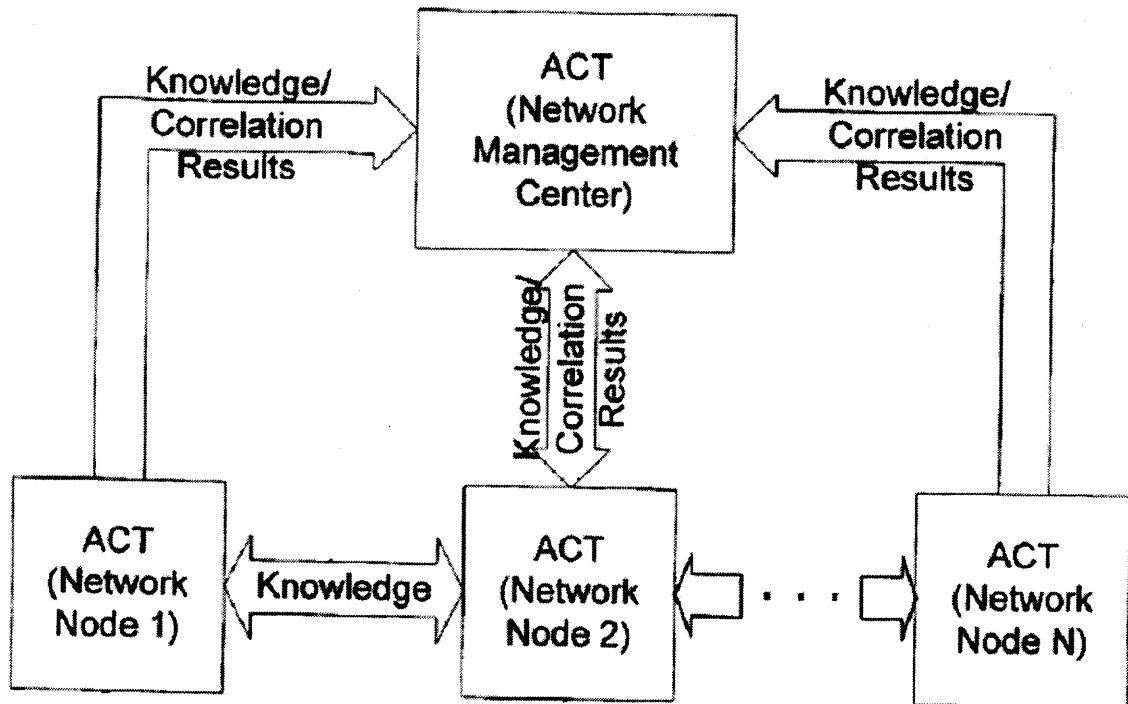 Knowledge/
Correlation
Results
ACT
(Network
Management
Center)
Knowledge/
Correlation
Results
Knowledge/
Correlation
Results
ACT
(Network
Node 1)
Knowledge
ACT
(Network
Node 2)
. . .
ACT
(Network
Node N)